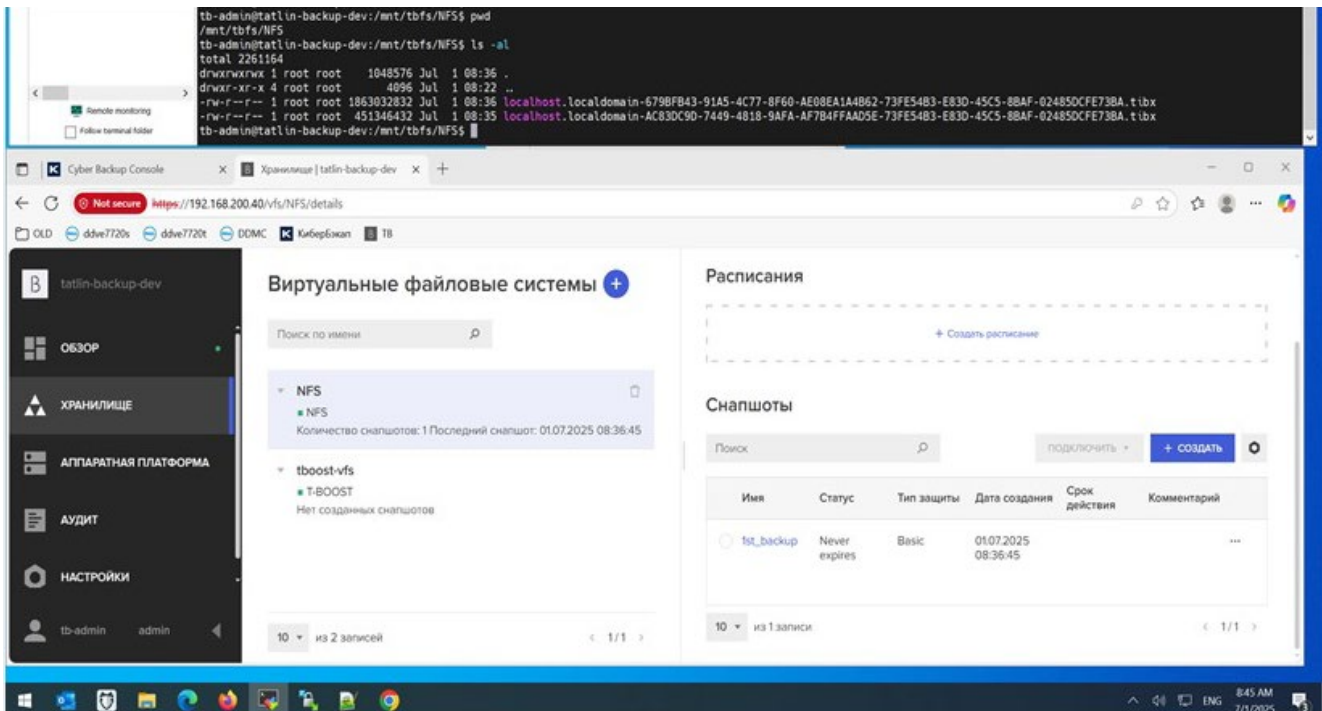 tb-admin@tatlin-backup-dev:/mnt/tbfs/NFS$ pwd
/mnt/tbfs/NFS
tb-admin@tatlin-backup-dev:/mnt/tbfs/NFS$ ls -al
total 2261164
drwxrwxrwx 1 root root 1048576 Jul 1 08:36 .
drwxr-xr-x 4 root root 4096 Jul 1 08:22 ..
-rw-r--r-- 1 root root 1863032832 Jul 1 08:36 localhost.localdomain-679BFB43-91A5-4C77-8F60-AE08EA1A4B62-73FE54B3-E83D-45C5-8BAF-02485DCFE73BA.tibx
-rw-r--r-- 1 root root 451346432 Jul 1 08:35 localhost.localdomain-AC83DC9D-7449-4818-9AFA-AF7B4FFAAD5E-73FE54B3-E83D-45C5-8BAF-02485DCFE73BA.tibx
tb-admin@tatlin-backup-dev:/mnt/tbfs/NFS$
Remote monitoring
Follow terminal folder
Cyber Backup Console
Хранилище | tatlin-backup-dev
Not secure https://192.168.200.40/vfs/NFS/details
OLD ddve7720s ddve7720t DDMC КиберБэкап TB
tatlin-backup-dev
ОБЗОР
ХРАНИЛИЩЕ
АППАРАТНАЯ ПЛАТФОРМА
АУДИТ
НАСТРОЙКИ
tb-admin admin
Виртуальные файловые системы
Поиск по имени
NFS
NFS
Количество снапшотов: 1 Последний снапшот: 01.07.2025 08:36:45
tboost-vfs
T-BOOST
Нет созданных снапшотов
10 из 2 записей
1/1
Расписания
+ Создать расписание
Снапшоты
Поиск
ПОДКЛЮЧИТЬ
+ СОЗДАТЬ
Имя Статус Тип защиты Дата создания Срок действия Комментарий
1st_backup Never expires Basic 01.07.2025 08:36:45
10 из 1 записи
1/1
ENG
8:45 AM
7/1/2025